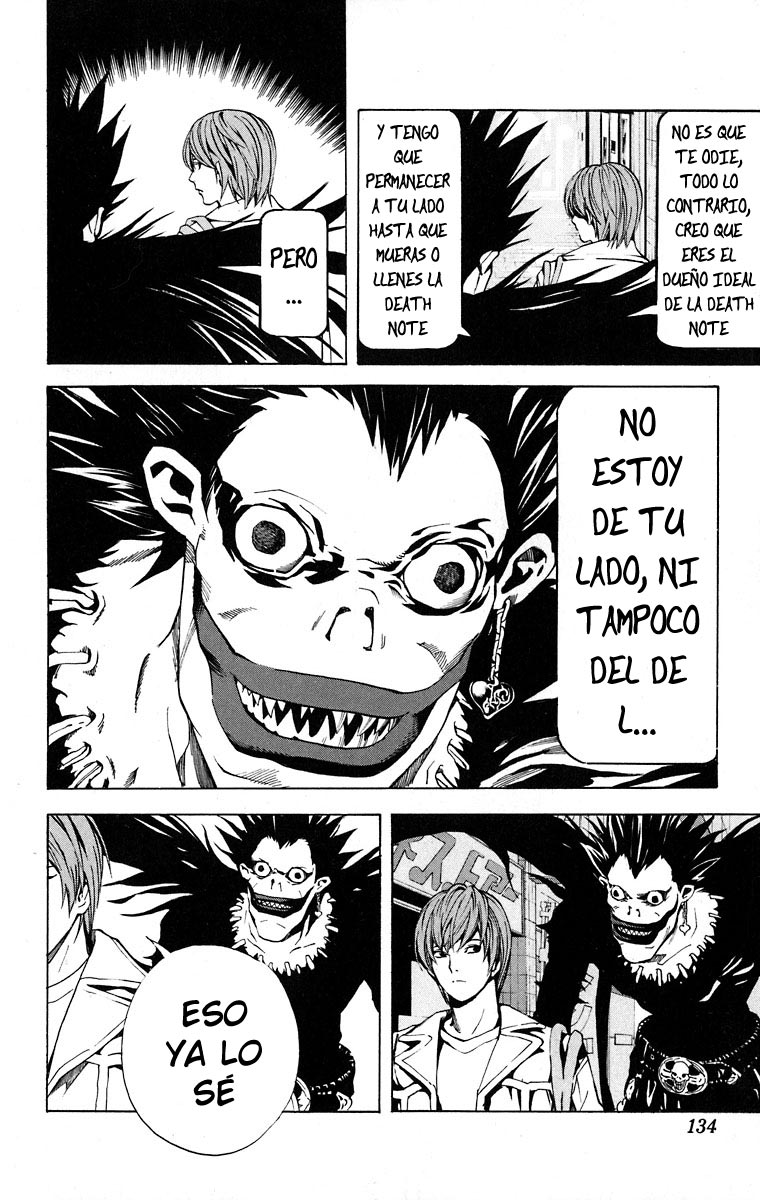 NO ES QUE
TE ODIE,
TODO LO
CONTRARIO,
CREO QUE
ERES EL
DUEÑO IDEAL
DE LA DEATH
NOTE
Y TENGO
QUE
PERMANECER
A TU LADO
HASTA QUE
MUERAS O
LLENES LA
DEATH
NOTE
PERO
...
NO
ESTOY
DE TU
LADO, NI
TAMPOCO
DEL DE
L...
ESO
YA LO
SÉ
134